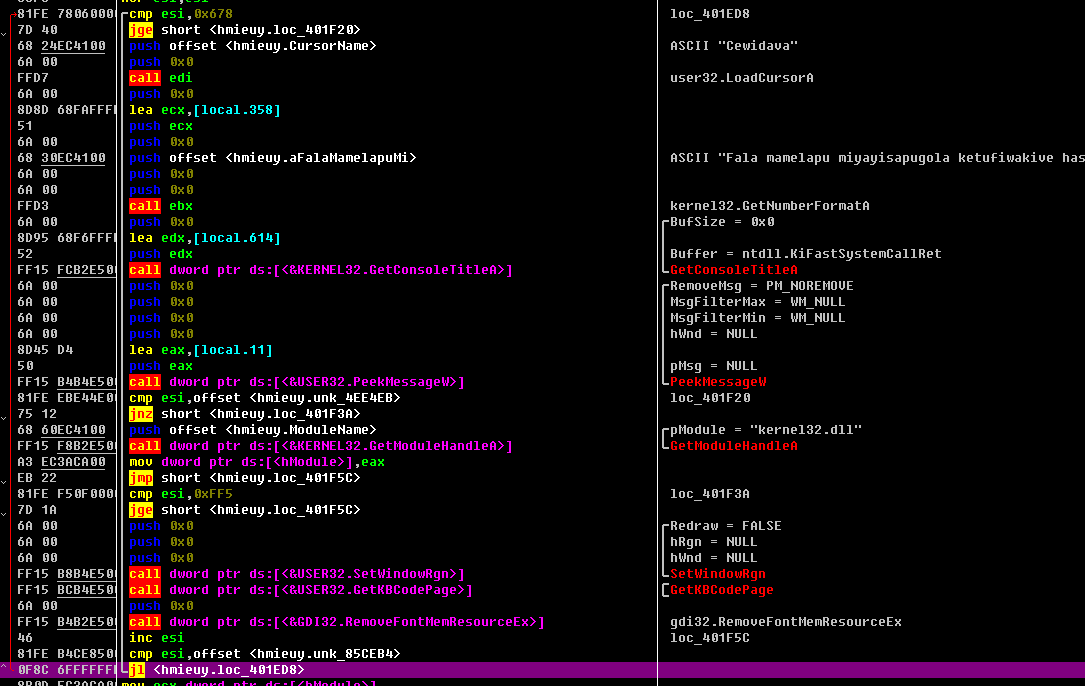 81FE 78060000 cmp esi,0x678 loc_401ED8
7D 40 jge short <hmieuy.loc_401F20>
68 24EC4100 push offset <hmieuy.CursorName> ASCII "Cewidava"
6A 00 push 0x0
FFD7 call edi user32.LoadCursorA
6A 00 push 0x0
8D8D 68FAFFFF lea ecx,[local.358]
51 push ecx
6A 00 push 0x0
68 30EC4100 push offset <hmieuy.aFalaMamelapuMi> ASCII "Fala mamelapu miyayisapugola ketufiwakive has
6A 00 push 0x0
6A 00 push 0x0
FFD3 call ebx kernel32.GetNumberFormatA
6A 00 push 0x0 BufSize = 0x0
8D95 68F6FFFF lea edx,[local.614]
52 push edx Buffer = ntdll.KiFastSystemCallRet
FF15 FCB2E500 call dword ptr ds:[<&KERNEL32.GetConsoleTitleA>] GetConsoleTitleA
6A 00 push 0x0 RemoveMsg = PM_NOREMOVE
6A 00 push 0x0 MsgFilterMax = WM_NULL
6A 00 push 0x0 MsgFilterMin = WM_NULL
6A 00 push 0x0 hWnd = NULL
8D45 D4 lea eax,[local.11]
50 push eax pMsg = NULL
FF15 B4B4E500 call dword ptr ds:[<&USER32.PeekMessageW>] PeekMessageW
81FE EBE44E00 cmp esi,offset <hmieuy.unk_4EE4EB> loc_401F20
75 12 jnz short <hmieuy.loc_401F3A>
68 60EC4100 push offset <hmieuy.ModuleName> pModule = "kernel32.dll"
FF15 F8B2E500 call dword ptr ds:[<&KERNEL32.GetModuleHandleA>] GetModuleHandleA
A3 EC3ACA00 mov dword ptr ds:[<hModule>],eax
EB 22 jmp short <hmieuy.loc_401F5C>
81FE F50F0000 cmp esi,0xFF5 loc_401F3A
7D 1A jge short <hmieuy.loc_401F5C>
6A 00 push 0x0 Redraw = FALSE
6A 00 push 0x0 hRgn = NULL
6A 00 push 0x0 hWnd = NULL
FF15 B8B4E500 call dword ptr ds:[<&USER32.SetWindowRgn>] SetWindowRgn
FF15 BCB4E500 call dword ptr ds:[<&USER32.GetKBCodePage>] GetKBCodePage
6A 00 push 0x0
FF15 B4B2E500 call dword ptr ds:[<&GDI32.RemoveFontMemResourceEx>] gdi32.RemoveFontMemResourceEx
46 inc esi loc_401F5C
81FE B4CE8500 cmp esi,offset <hmieuy.unk_85CEB4>
0F8C 6FFFFFFF jl <hmieuy.loc_401ED8>